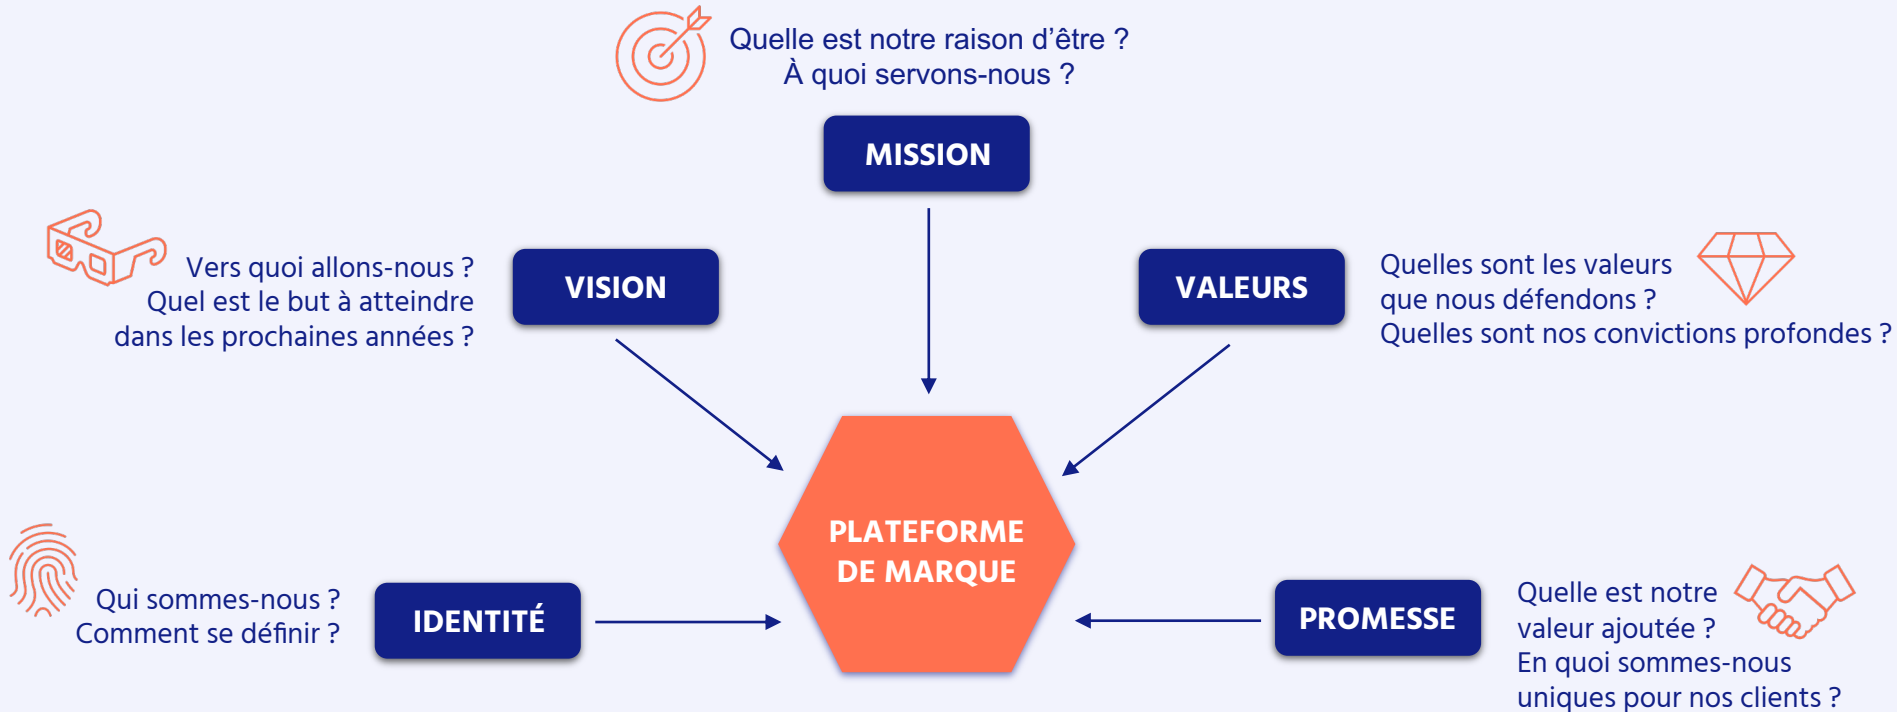 Quelle est notre raison d’être ?
À quoi servons-nous ?
MISSION
Vers quoi allons-nous ?
Quel est le but à atteindre
dans les prochaines années ?
VISION
VALEURS
Quelles sont les valeurs
que nous défendons ?
Quelles sont nos convictions profondes ?
PLATEFORME
DE MARQUE
Qui sommes-nous ?
Comment se définir ?
IDENTITÉ
PROMESSE
Quelle est notre
valeur ajoutée ?
En quoi sommes-nous
uniques pour nos clients ?